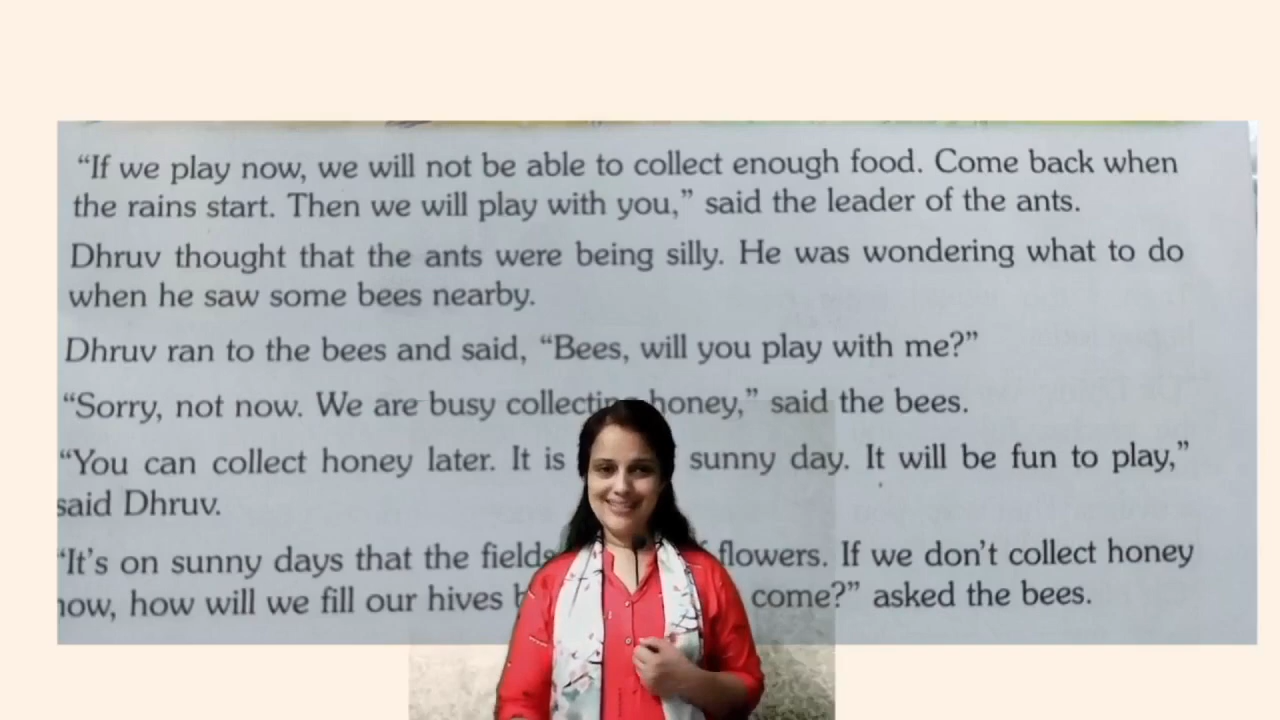 “If we play now, we will not be able to collect enough food. Come back when
the rains start. Then we will play with you,” said the leader of the ants.
Dhruv thought that the ants were being silly. He was wondering what to do
when he saw some bees nearby.
Dhruv ran to the bees and said, “Bees, will you play with me?”
“Sorry, not now. We are busy collecting honey,” said the bees.
“You can collect honey later. It is sunny day. It will be fun to play,”
said Dhruv.
“It’s on sunny days that the fields flowers. If we don’t collect honey
now, how will we fill our hives come?” asked the bees.